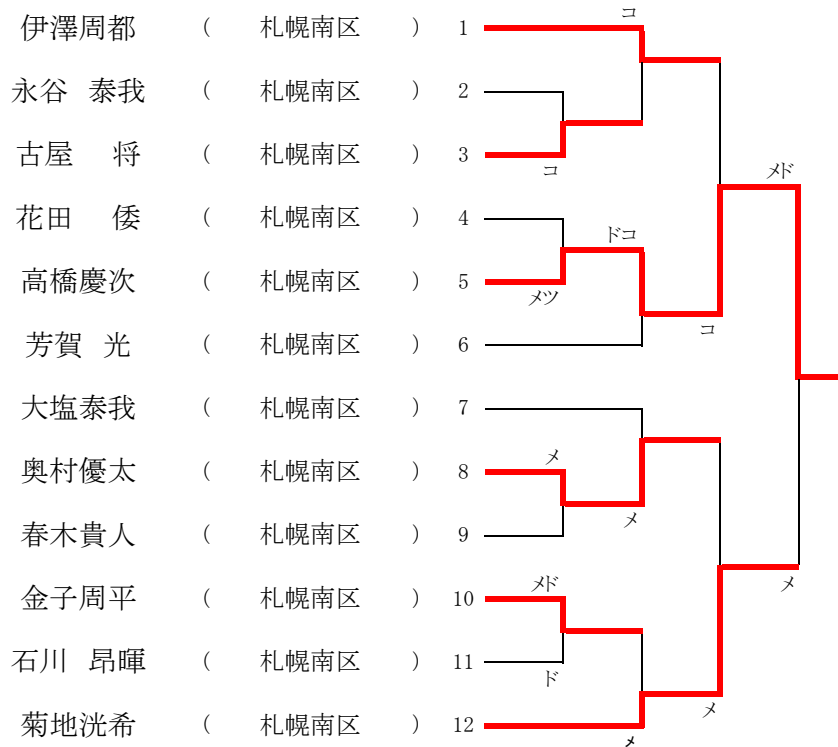 コ
伊澤周都 ( 札幌南区 ) 1
永谷 泰我 ( 札幌南区 ) 2
古屋 将 ( 札幌南区 ) 3
コ
メド
花田 倭 ( 札幌南区 ) 4
ドコ
高橋慶次 ( 札幌南区 ) 5
メツ
コ
芳賀 光 ( 札幌南区 ) 6
大塩泰我 ( 札幌南区 ) 7
メ
奥村優太 ( 札幌南区 ) 8
メ
春木貴人 ( 札幌南区 ) 9
メド
メ
金子周平 ( 札幌南区 ) 10
石川 昂暉 ( 札幌南区 ) 11
ド
メ
菊地洸希 ( 札幌南区 ) 12
メ